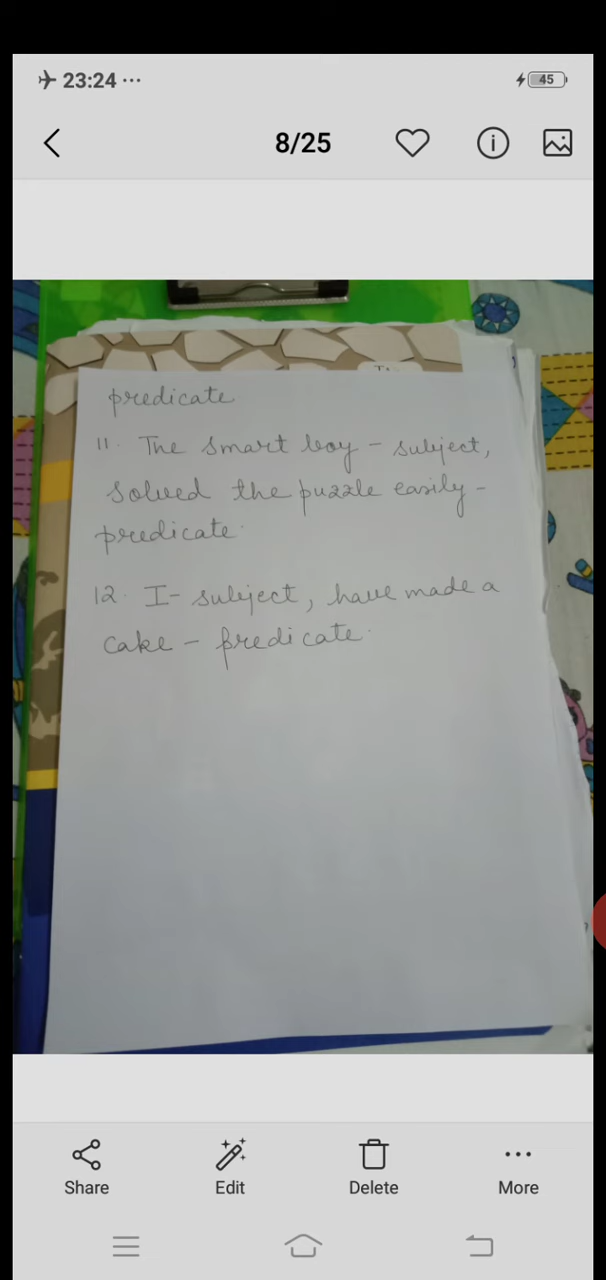 23:24 ...
45
8/25
predicate
11. The smart boy - subject,
solved the puzzle easily -
predicate.
12. I - subject, have made a
cake - predicate.
Share
Edit
Delete
More